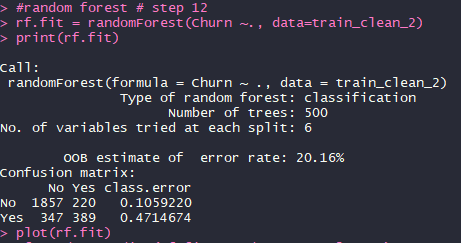 > #random forest # step 12
> rf.fit = randomForest(Churn ~., data=train_clean_2)
> print(rf.fit)
Call:
randomForest(formula = Churn ~ ., data = train_clean_2)
Type of random forest: classification
Number of trees: 500
No. of variables tried at each split: 6
OOB estimate of  error rate: 20.16%
Confusion matrix:
No Yes class.error
No  1857 220   0.1059220
Yes  347 389   0.4714674
> plot(rf.fit)